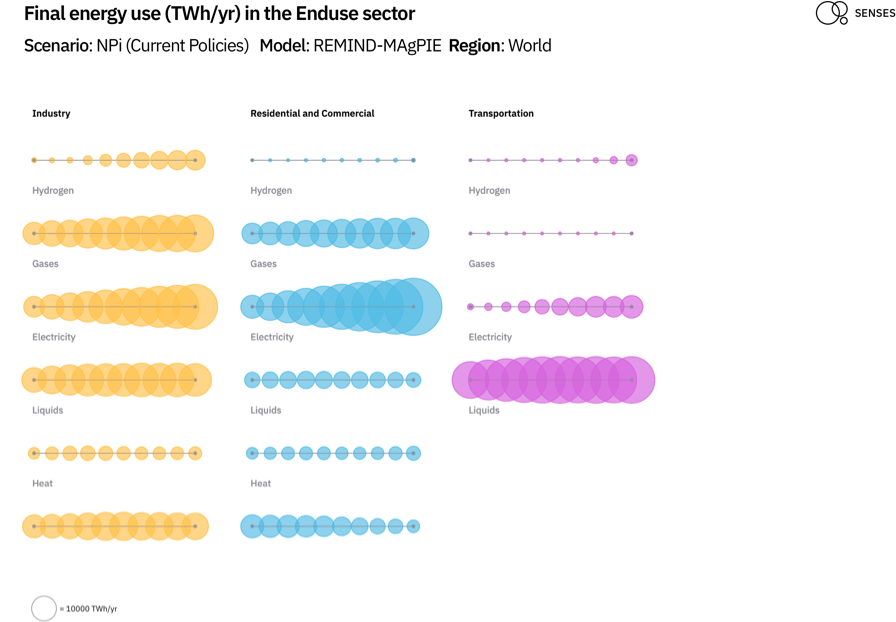 Final energy use (TWh/yr) in the Enduse sector
SENSES
Scenario: NPi (Current Policies) Model: REMIND-MAgPIE Region: World
Industry
Residential and Commercial
Transportation
Hydrogen
Hydrogen
Hydrogen
Gases
Gases
Gases
Electricity
Electricity
Electricity
Liquids
Liquids
Liquids
Heat
Heat
= 10000 TWh/yr